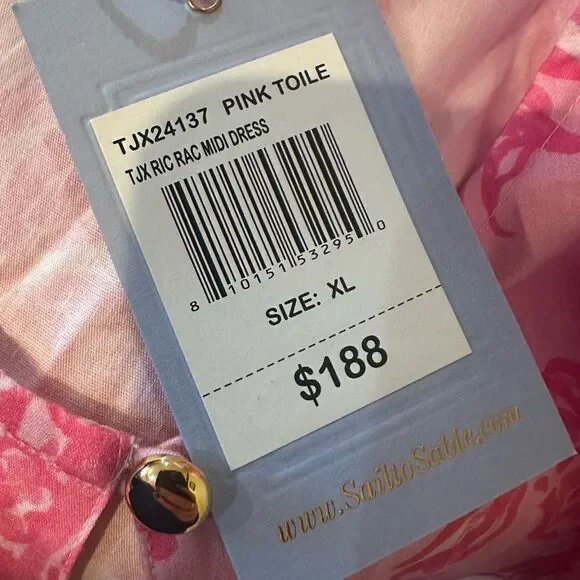 TJX24137 PINK TOILE
TJX RIC RAC MIDI DRESS
8 10151 53295 0
SIZE: XL
$188
www.SailtoSable.com